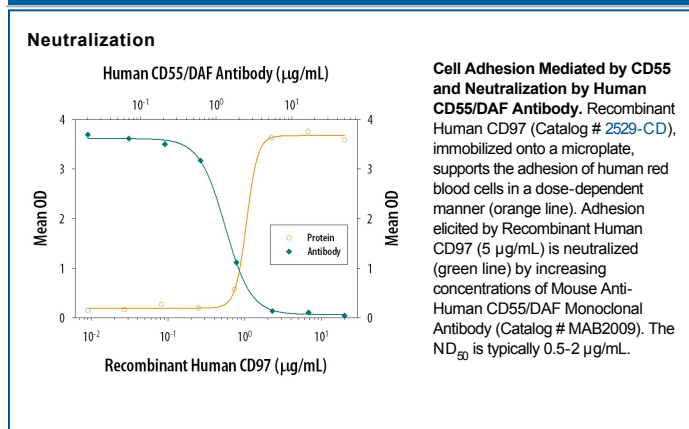 Neutralization
Human CD55/DAF Antibody (µg/mL)
10⁻¹ 10⁰ 10¹
4 4
3 3
2 2
1 1
0 0
Mean OD
Mean OD
Protein
Antibody
10⁻² 10⁻¹ 10⁰ 10¹
Recombinant Human CD97 (µg/mL)
Cell Adhesion Mediated by CD55
and Neutralization by Human
CD55/DAF Antibody. Recombinant
Human CD97 (Catalog # 2529-CD),
immobilized onto a microplate,
supports the adhesion of human red
blood cells in a dose-dependent
manner (orange line). Adhesion
elicited by Recombinant Human
CD97 (5 µg/mL) is neutralized
(green line) by increasing
concentrations of Mouse Anti-
Human CD55/DAF Monoclonal
Antibody (Catalog # MAB2009). The
ND₅₀ is typically 0.5-2 µg/mL.